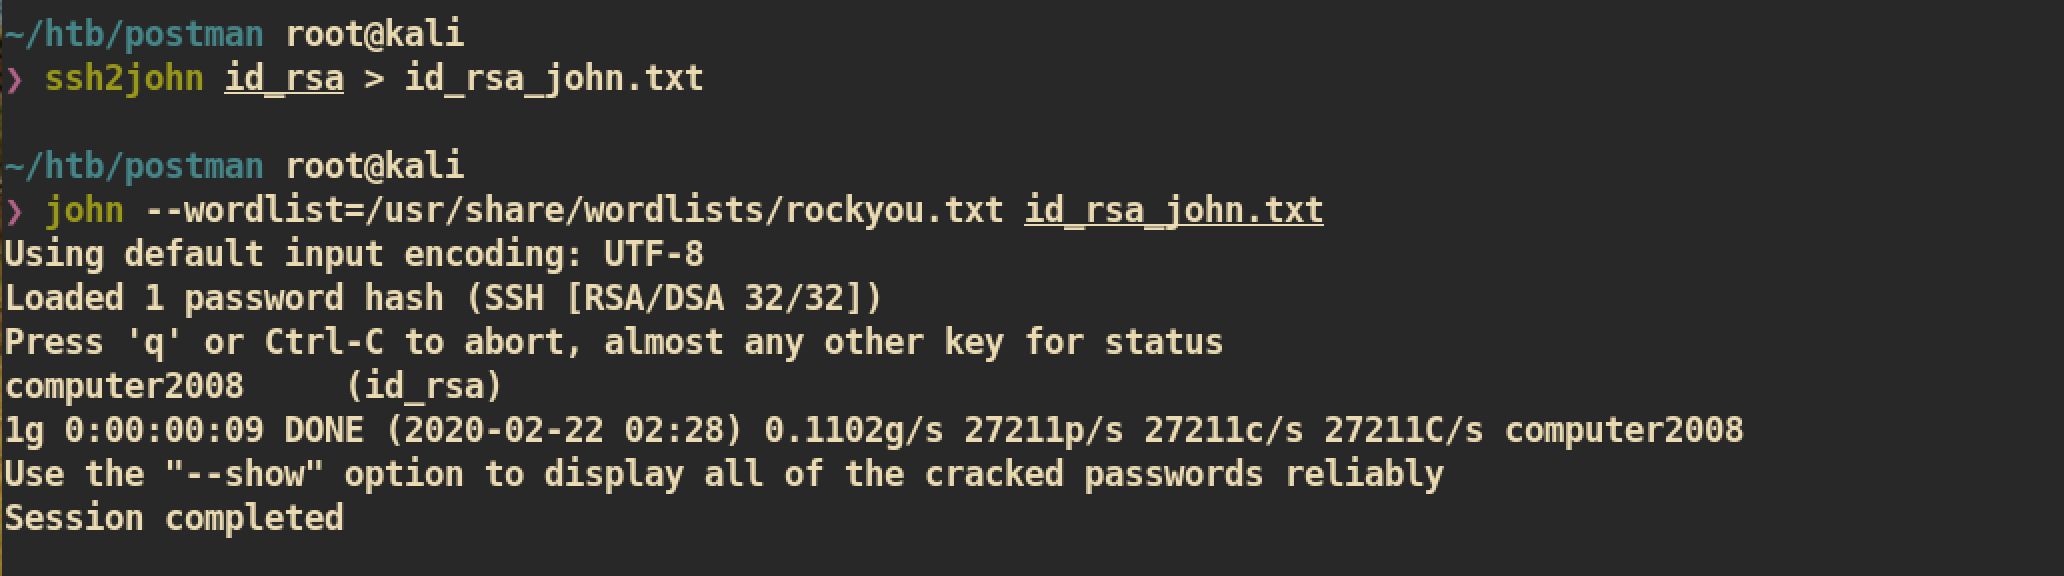 ~/htb/postman root@kali
❯ ssh2john id_rsa > id_rsa_john.txt
~/htb/postman root@kali
❯ john --wordlist=/usr/share/wordlists/rockyou.txt id_rsa_john.txt
Using default input encoding: UTF-8
Loaded 1 password hash (SSH [RSA/DSA 32/32])
Press 'q' or Ctrl-C to abort, almost any other key for status
computer2008     (id_rsa)
1g 0:00:00:09 DONE (2020-02-22 02:28) 0.1102g/s 27211p/s 27211c/s 27211C/s computer2008
Use the "--show" option to display all of the cracked passwords reliably
Session completed